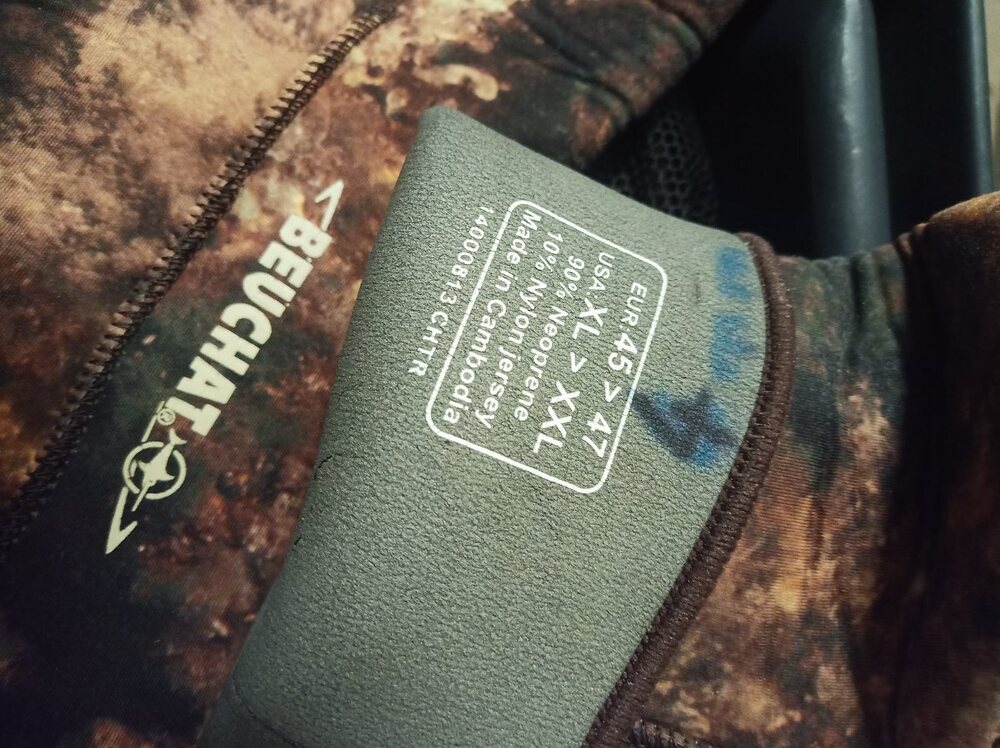 BEUCHAT®
EUR 45 > 47
USA XL > XXL
90% Neoprene
10% Nylon jersey
Made in Cambodia
1400813 CHTR